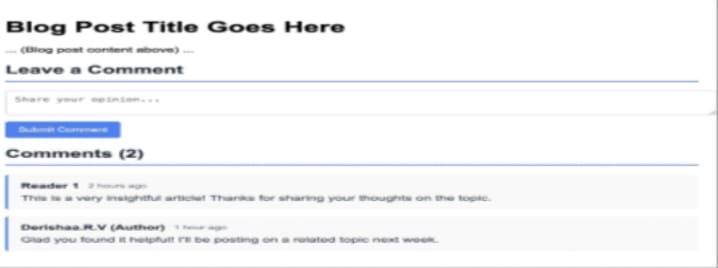 Blog Post Title Goes Here
... (Blog post content above) ...
Leave a Comment
Share your opinion...
Submit Comment
Comments (2)
Reader 1 2 hours ago
This is a very insightful article! Thanks for sharing your thoughts on the topic.
Derishaa.R.V (Author) 1 hour ago
Glad you found it helpful! I'll be posting on a related topic next week.